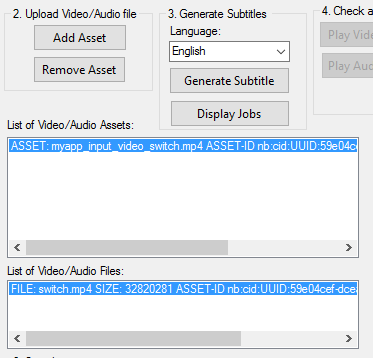 2. Upload Video/Audio file
Add Asset
Remove Asset
3. Generate Subtitles
Language:
English
Generate Subtitle
Display Jobs
4. Check a
Play Vide
Play Aud
List of Video/Audio Assets:
ASSET: myapp_input_video_switch.mp4 ASSET-ID nb:cid:UUID:59e04ce
List of Video/Audio Files:
FILE: switch.mp4 SIZE: 32820281 ASSET-ID nb:cid:UUID:59e04cef-dcea